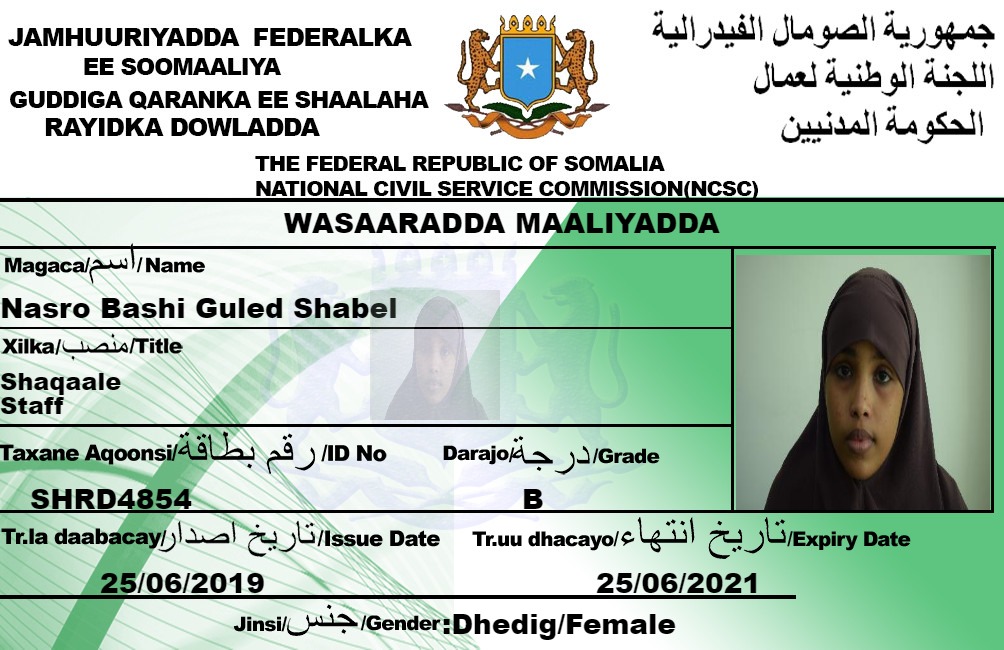 JAMHUURIYADDA FEDERALKA
EE SOOMAALIYA
GUDDIGA QARANKA EE SHAALAHA
RAYIDKA DOWLADDA
جمهورية الصومال الفيدرالية
اللجنة الوطنية لعمال
الحكومة المدنيين
THE FEDERAL REPUBLIC OF SOMALIA
NATIONAL CIVIL SERVICE COMMISSION(NCSC)
WASAARADDA MAALIYADDA
Magaca/اسم/Name
Nasro Bashi Guled Shabel
Xilka/منصب/Title
Shaqaale
Staff
Taxane Aqoonsi/رقم بطاقة/ID No
Darajo/درجة/Grade
SHRD4854
B
Tr.la daabacay/تاريخ اصدار/Issue Date
Tr.uu dhacayo/تاريخ انتهاء/Expiry Date
25/06/2019
25/06/2021
Jinsi/جنس/Gender:Dhedig/Female